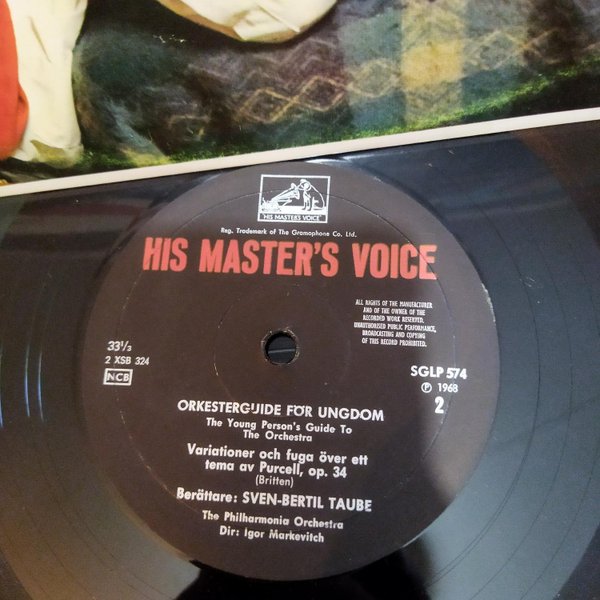 HIS MASTER'S VOICE
Reg. Trademark of The Gramophone Co. Ltd.
HIS MASTER'S VOICE
ALL RIGHTS OF THE MANUFACTURER
AND OF THE OWNER OF THE
RECORDED WORK RESERVED.
UNAUTHORISED PUBLIC PERFORMANCE,
BROADCASTING AND COPYING
OF THIS RECORD PROHIBITED.
33 1/3
2 XSB 324
NCB
SGLP 574
℗ 1968
2
ORKESTERGUIDE FÖR UNGDOM
The Young Person's Guide To
The Orchestra
Variationer och fuga över ett
tema av Purcell, op. 34
(Britten)
Berättare: SVEN-BERTIL TAUBE
The Philharmonia Orchestra
Dir: Igor Markevitch